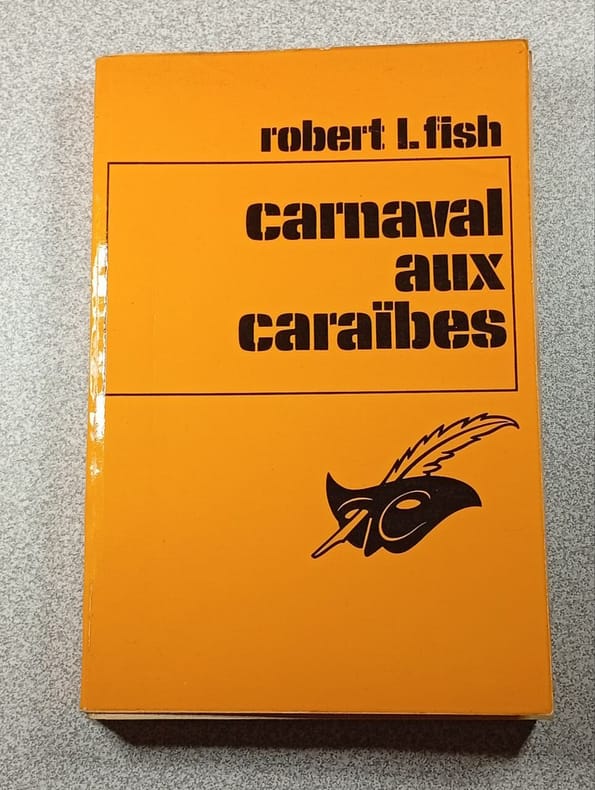 robert l. fish
carnaval
aux
caraïbes